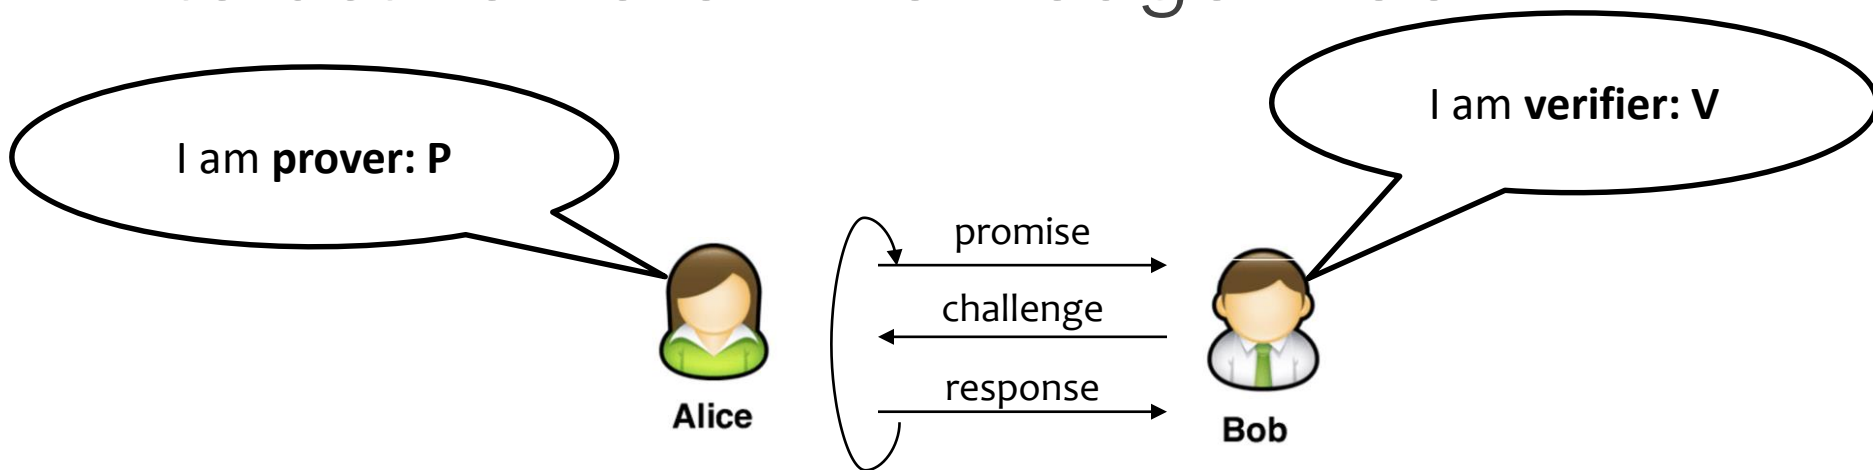 I am verifier: V
I am prover: P
promise
challenge
response
Alice
Bob